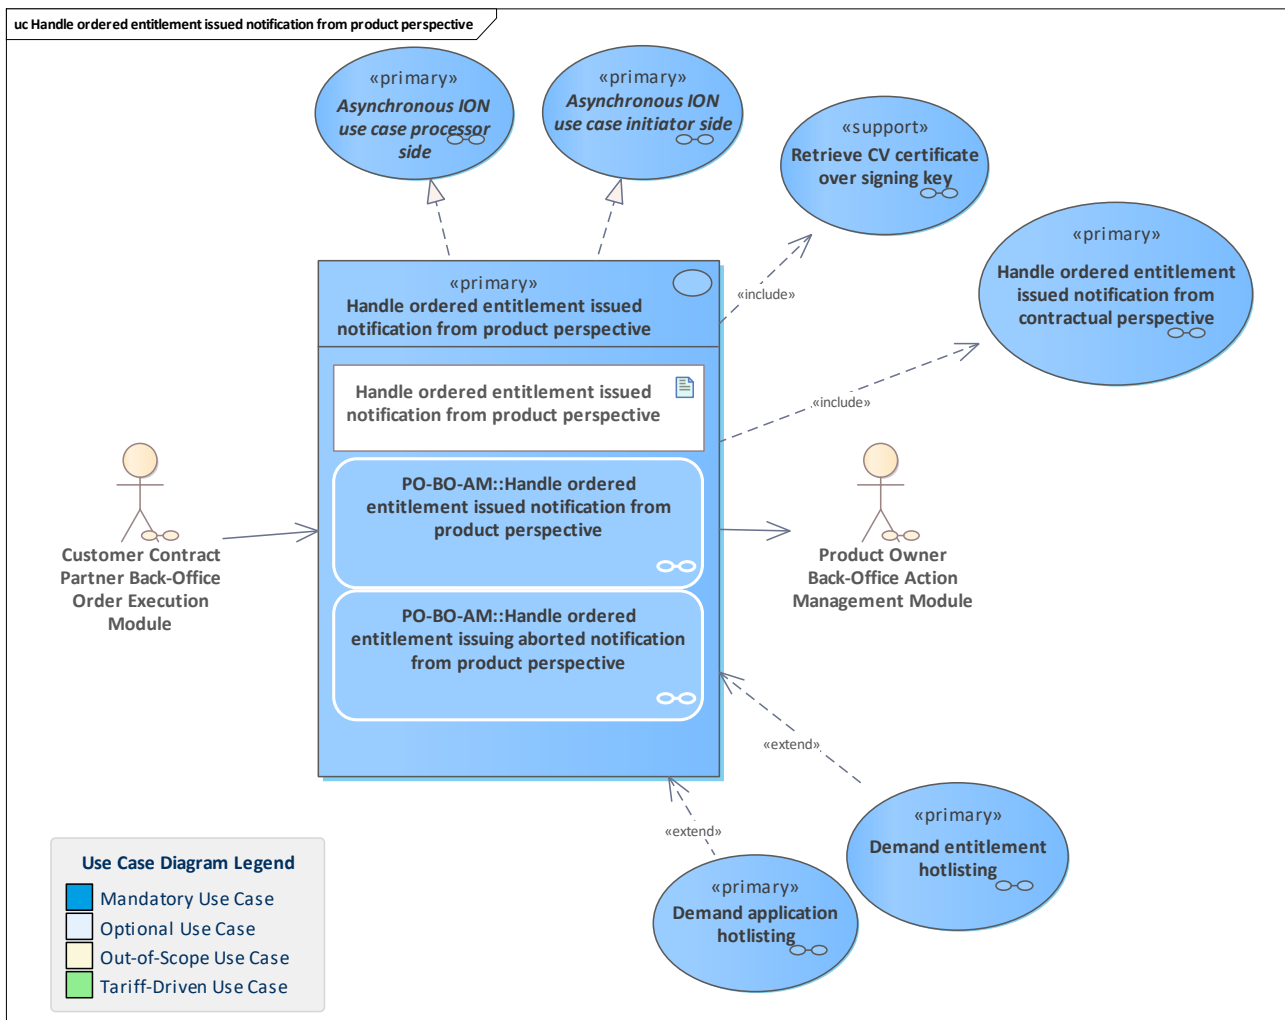 uc Handle ordered entitlement issued notification from product perspective
«primary»
Asynchronous ION
use case processor
side
«primary»
Asynchronous ION
use case initiator side
«support»
Retrieve CV certificate
over signing key
«primary»
Handle ordered entitlement
issued notification from
contractual perspective
«primary»
Handle ordered entitlement issued
notification from product perspective
«include»
«include»
Handle ordered entitlement issued
notification from product perspective
PO-BO-AM::Handle ordered
entitlement issued notification from
product perspective
PO-BO-AM::Handle ordered
entitlement issuing aborted notification
from product perspective
Customer Contract
Partner Back-Office
Order Execution
Module
Product Owner
Back-Office Action
Management Module
«extend»
«extend»
«primary»
Demand entitlement
hotlisting
«primary»
Demand application
hotlisting
Use Case Diagram Legend
Mandatory Use Case
Optional Use Case
Out-of-Scope Use Case
Tariff-Driven Use Case